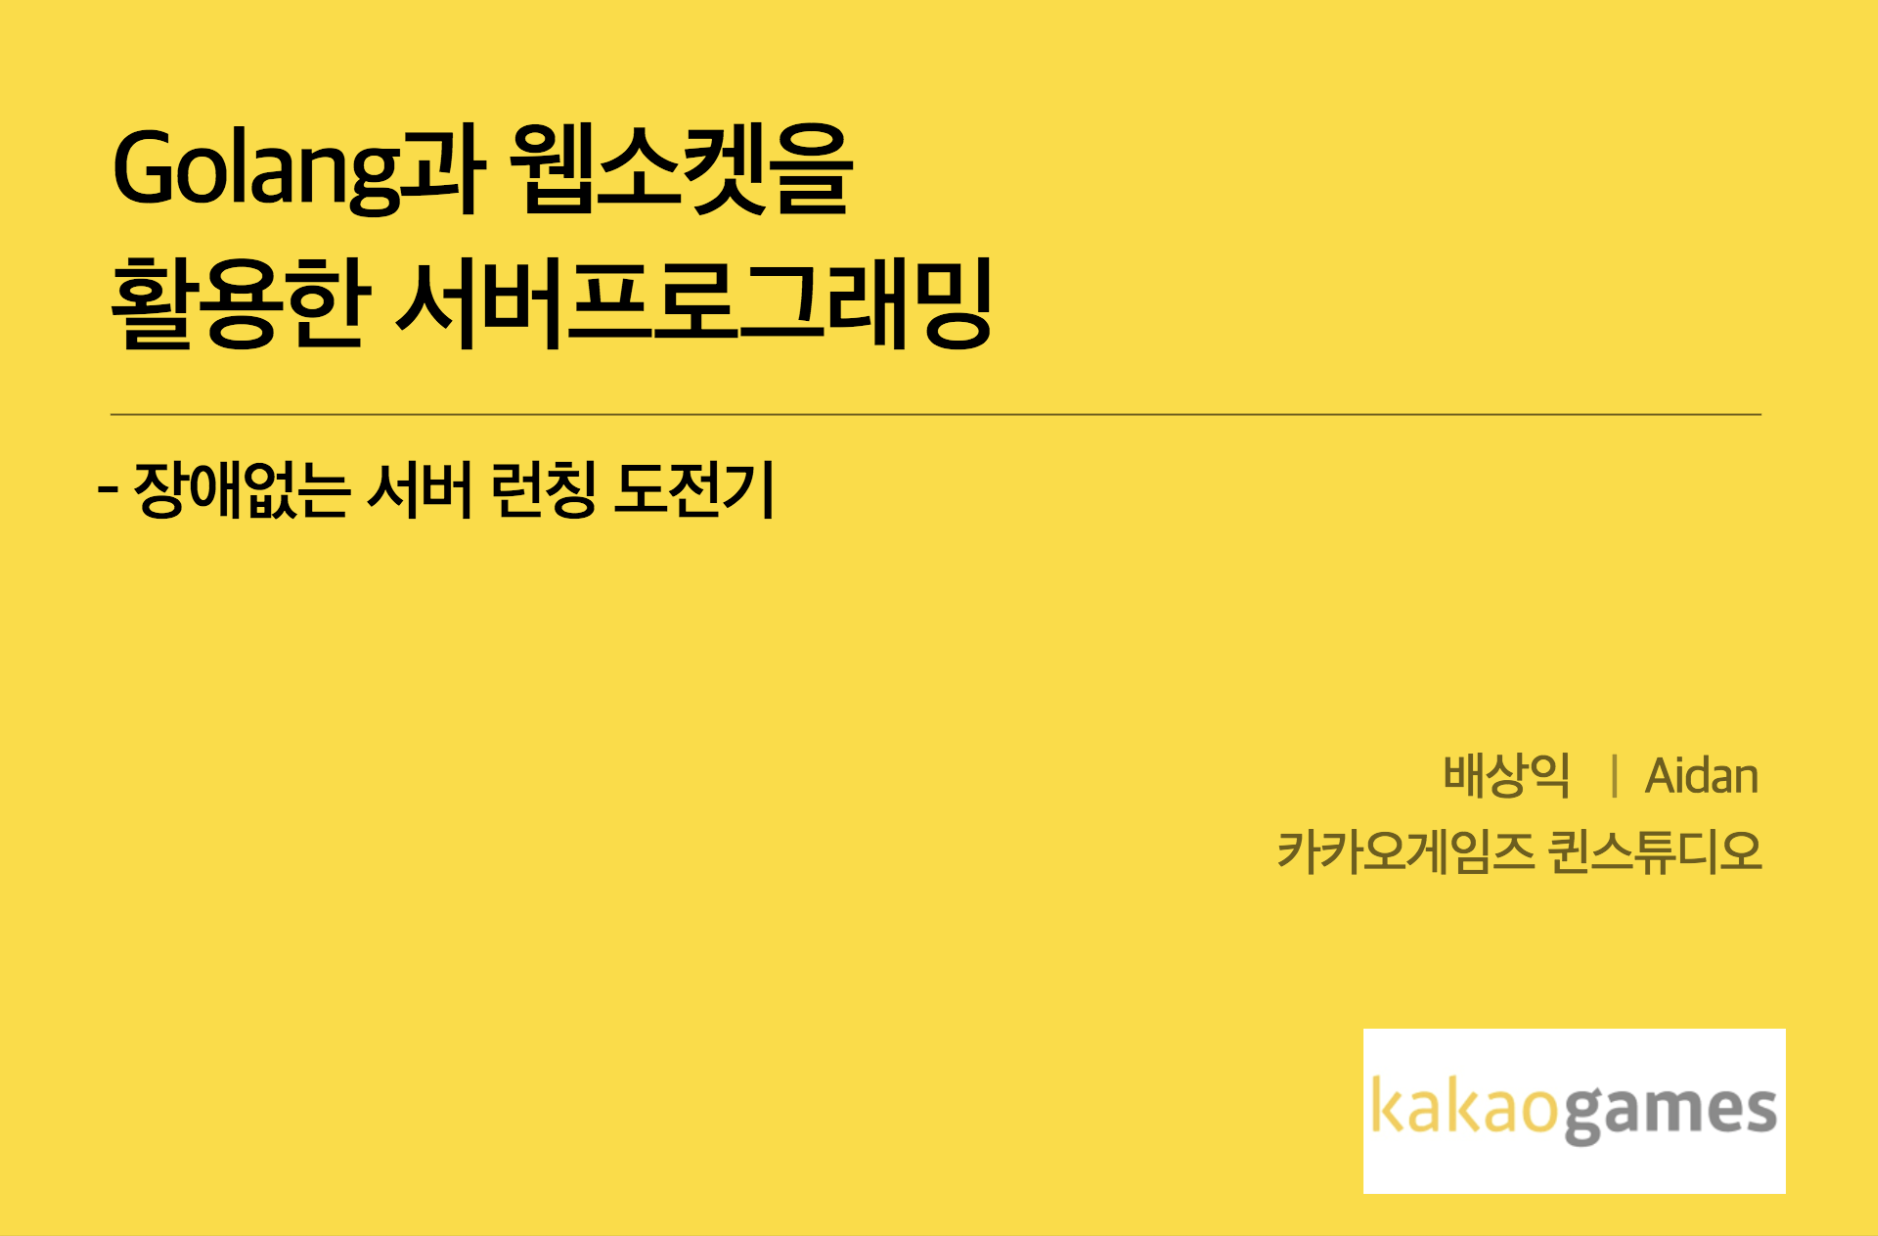 Golang과 웹소켓을
활용한 서버프로그래밍
- 장애없는 서버 런칭 도전기
배상익 | Aidan
카카오게임즈 퀸스튜디오
kakaogames